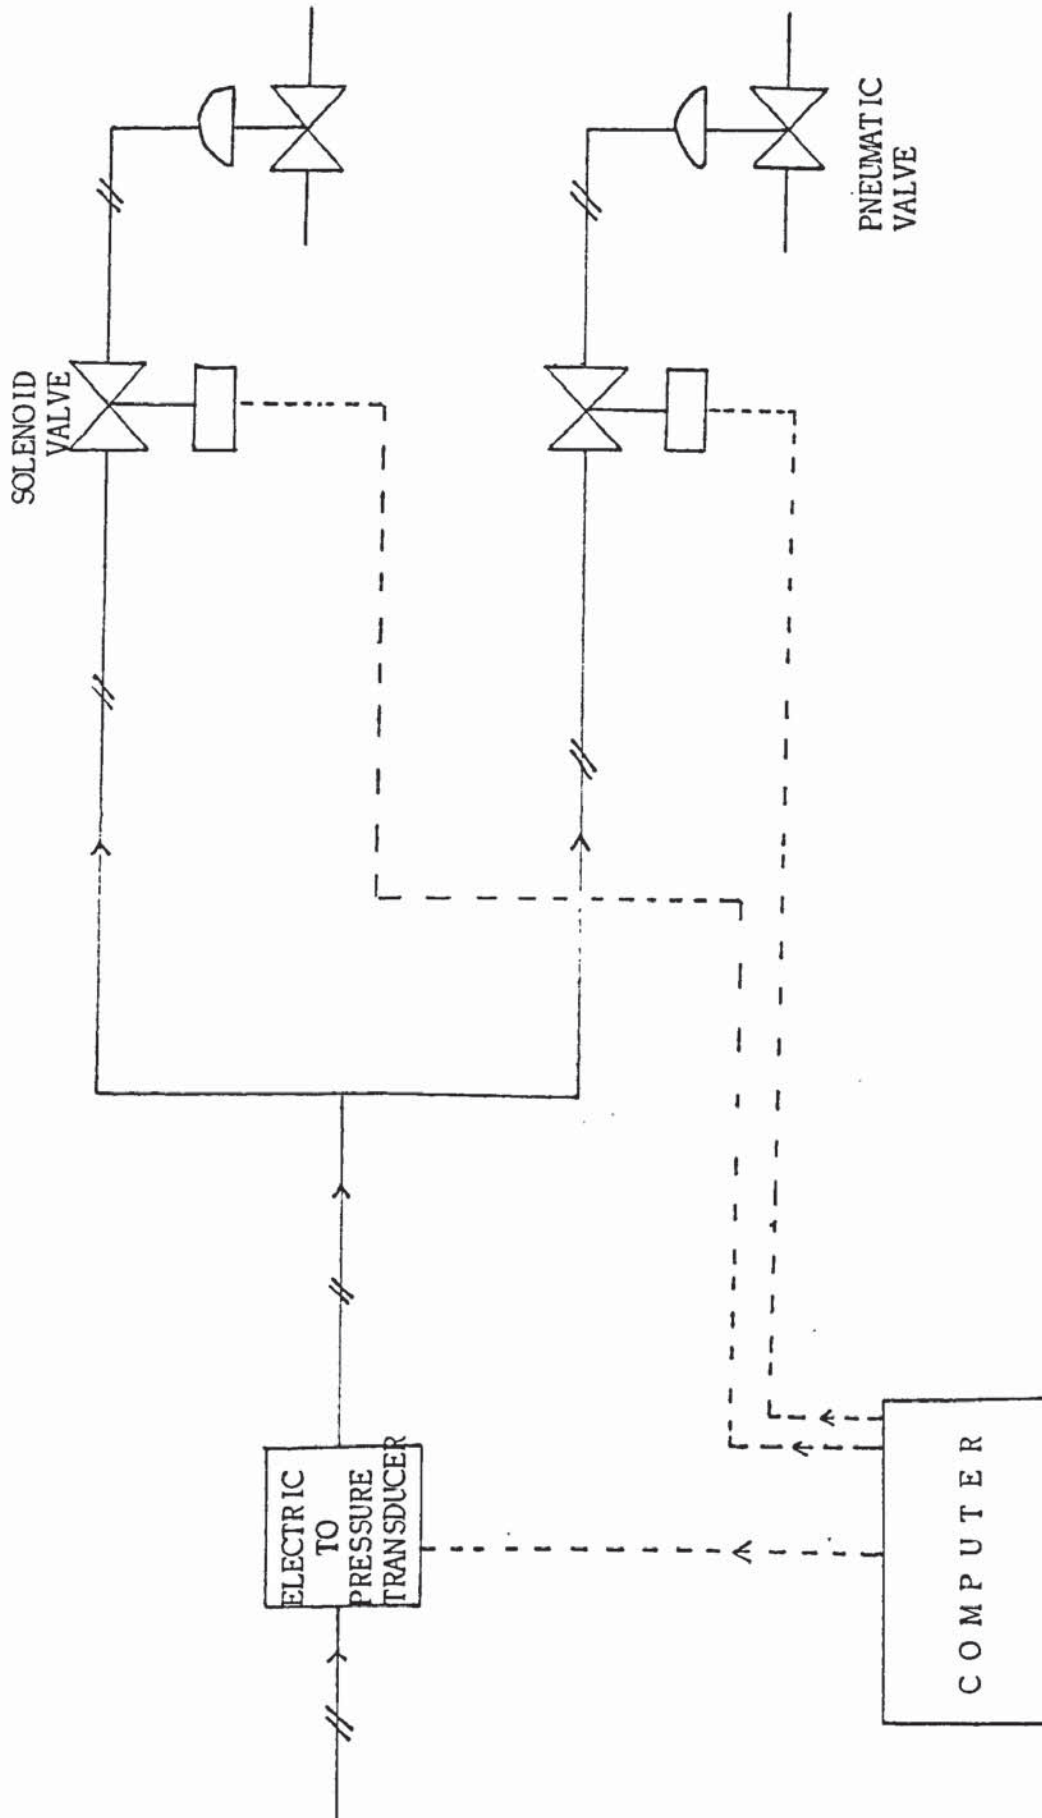 SOLENOID
VALVE
PNEUMATIC
VALVE
ELECTRIC
TO
PRESSURE
TRANSDUCER
COMPUTER